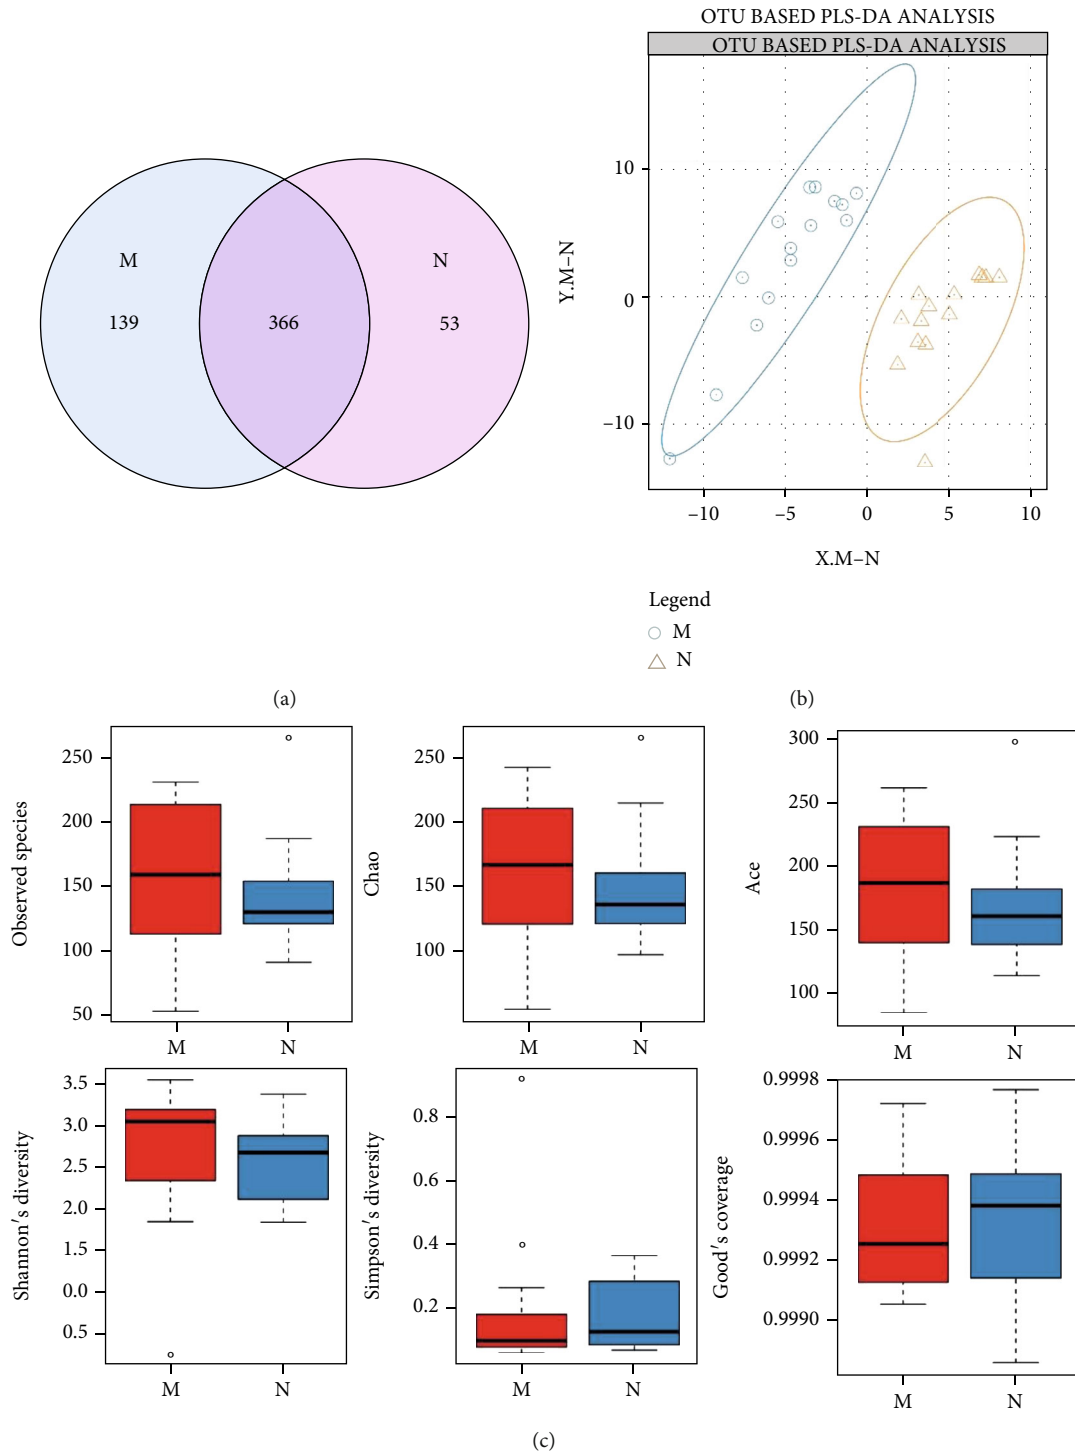 M
N
139
366
53
(a)
OTU BASED PLS-DA ANALYSIS
OTU BASED PLS-DA ANALYSIS
Y.M–N
10
0
–10
–10
–5
0
5
10
X.M–N
Legend
M
N
(b)
Observed species
250
200
150
100
50
M
N
Chao
250
200
150
100
M
N
Ace
300
250
200
150
100
M
N
Shannon's diversity
3.5
3.0
2.5
2.0
1.5
0.0
0.5
M
N
Simpson's diversity
0.8
0.6
0.4
0.2
M
N
Good's coverage
0.9998
0.9996
0.9994
0.9992
0.9990
M
N
(c)